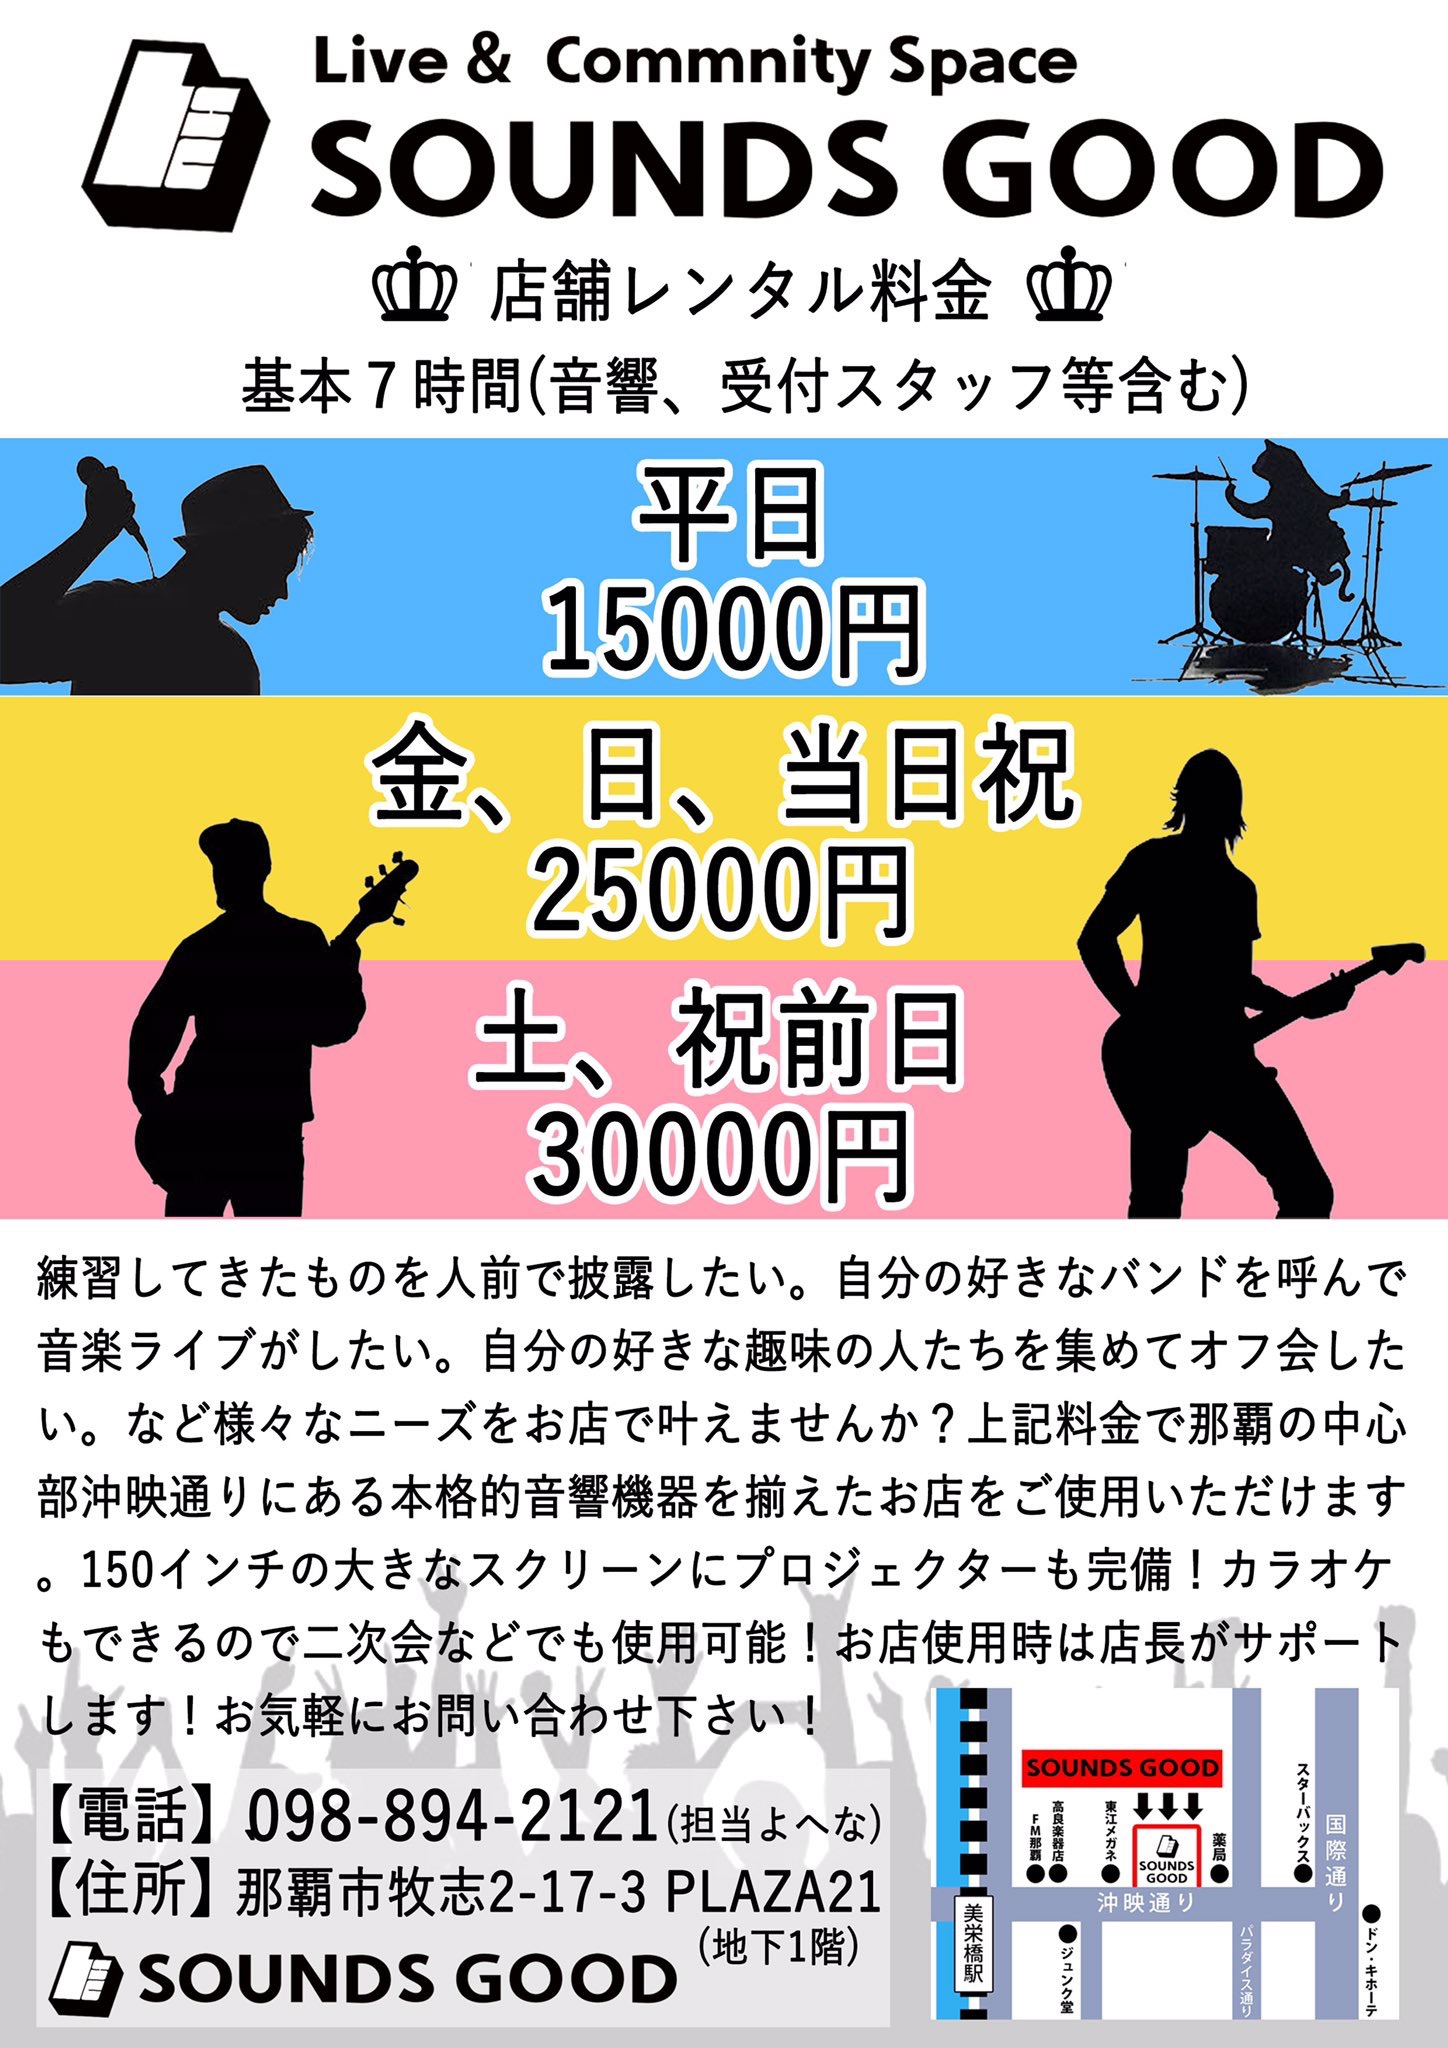 Live & Commnity Space
SOUNDS GOOD
店舗レンタル料金
基本７時間(音響、受付スタッフ等含む)
平日
15000円
金、日、当日祝
25000円
土、祝前日
30000円
練習してきたものを人前で披露したい。自分の好きなバンドを呼んで
音楽ライブがしたい。自分の好きな趣味の人たちを集めてオフ会した
い。など様々なニーズをお店で叶えませんか？上記料金で那覇の中心
部沖映通りにある本格的音響機器を揃えたお店をご使用いただけます
。150インチの大きなスクリーンにプロジェクターも完備！カラオケ
もできるので二次会などでも使用可能！お店使用時は店長がサポート
します！お気軽にお問い合わせ下さい！
【電話】098-894-2121(担当よへな)
【住所】那覇市牧志2-17-3 PLAZA21
(地下1階)
SOUNDS GOOD
SOUNDS GOOD
FM那覇
高良楽器店
東江メガネ
SOUNDS
GOOD
薬局
スターバックス
国際通り
沖映通り
美栄橋駅
ジュンク堂
パラダイス通り
ドン・キホーテ